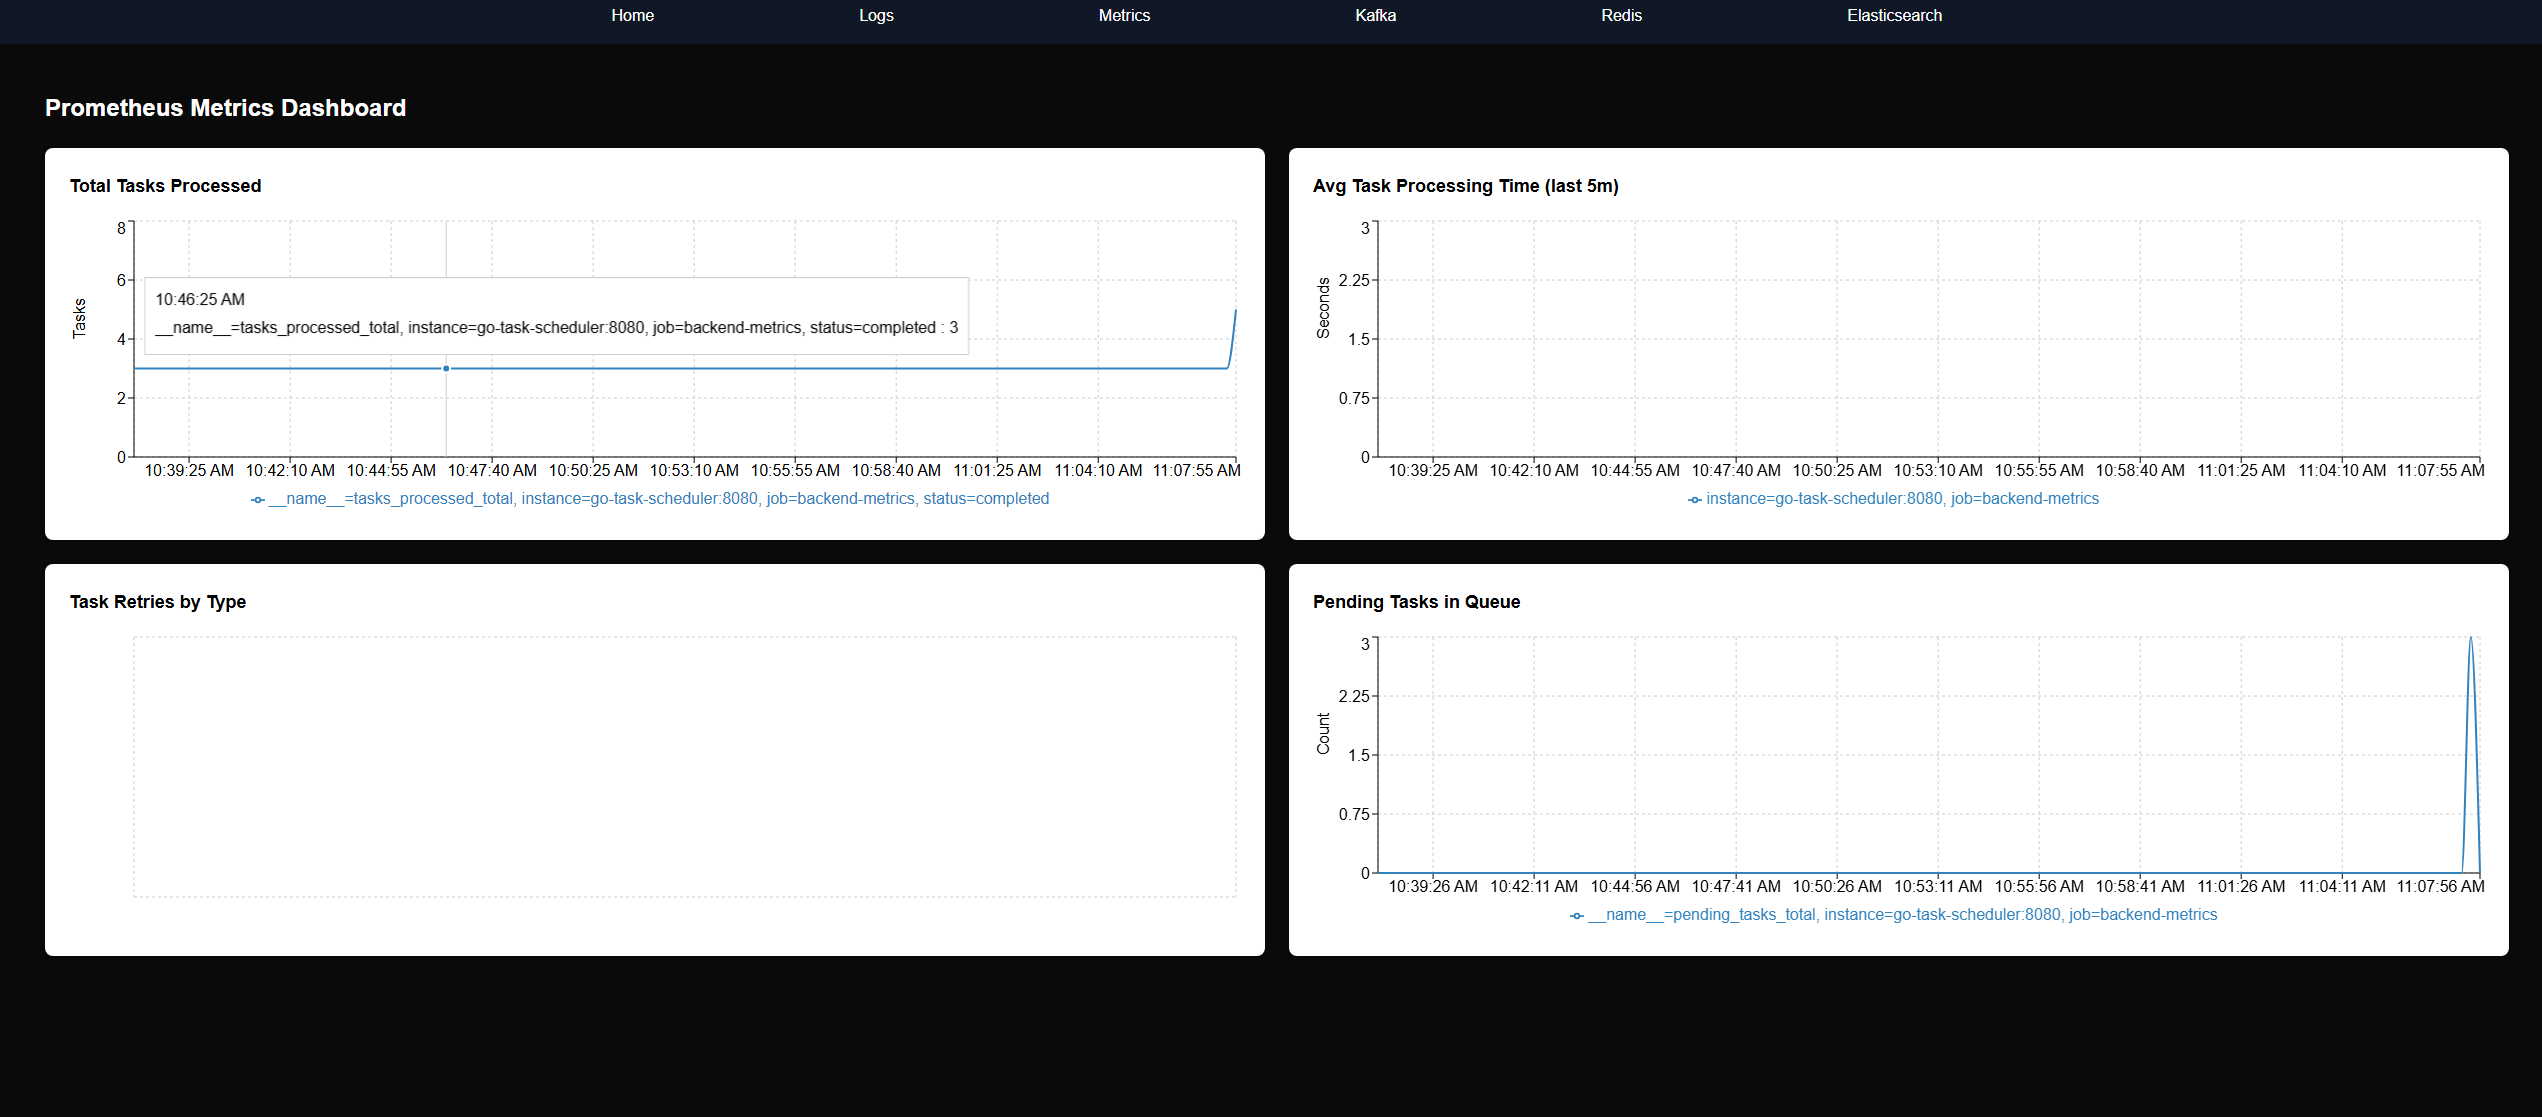 Home Logs Metrics Kafka Redis Elasticsearch
Prometheus Metrics Dashboard
Total Tasks Processed
8
6
4
2
0
Tasks
10:46:25 AM
__name__=tasks_processed_total, instance=go-task-scheduler:8080, job=backend-metrics, status=completed : 3
10:39:25 AM 10:42:10 AM 10:44:55 AM 10:47:40 AM 10:50:25 AM 10:53:10 AM 10:55:55 AM 10:58:40 AM 11:01:25 AM 11:04:10 AM 11:07:55 AM
__name__=tasks_processed_total, instance=go-task-scheduler:8080, job=backend-metrics, status=completed
Avg Task Processing Time (last 5m)
3
2.25
1.5
0.75
0
Seconds
10:39:25 AM 10:42:10 AM 10:44:55 AM 10:47:40 AM 10:50:25 AM 10:53:10 AM 10:55:55 AM 10:58:40 AM 11:01:25 AM 11:04:10 AM 11:07:55 AM
instance=go-task-scheduler:8080, job=backend-metrics
Task Retries by Type
Pending Tasks in Queue
3
2.25
1.5
0.75
0
Count
10:39:26 AM 10:42:11 AM 10:44:56 AM 10:47:41 AM 10:50:26 AM 10:53:11 AM 10:55:56 AM 10:58:41 AM 11:01:26 AM 11:04:11 AM 11:07:56 AM
__name__=pending_tasks_total, instance=go-task-scheduler:8080, job=backend-metrics